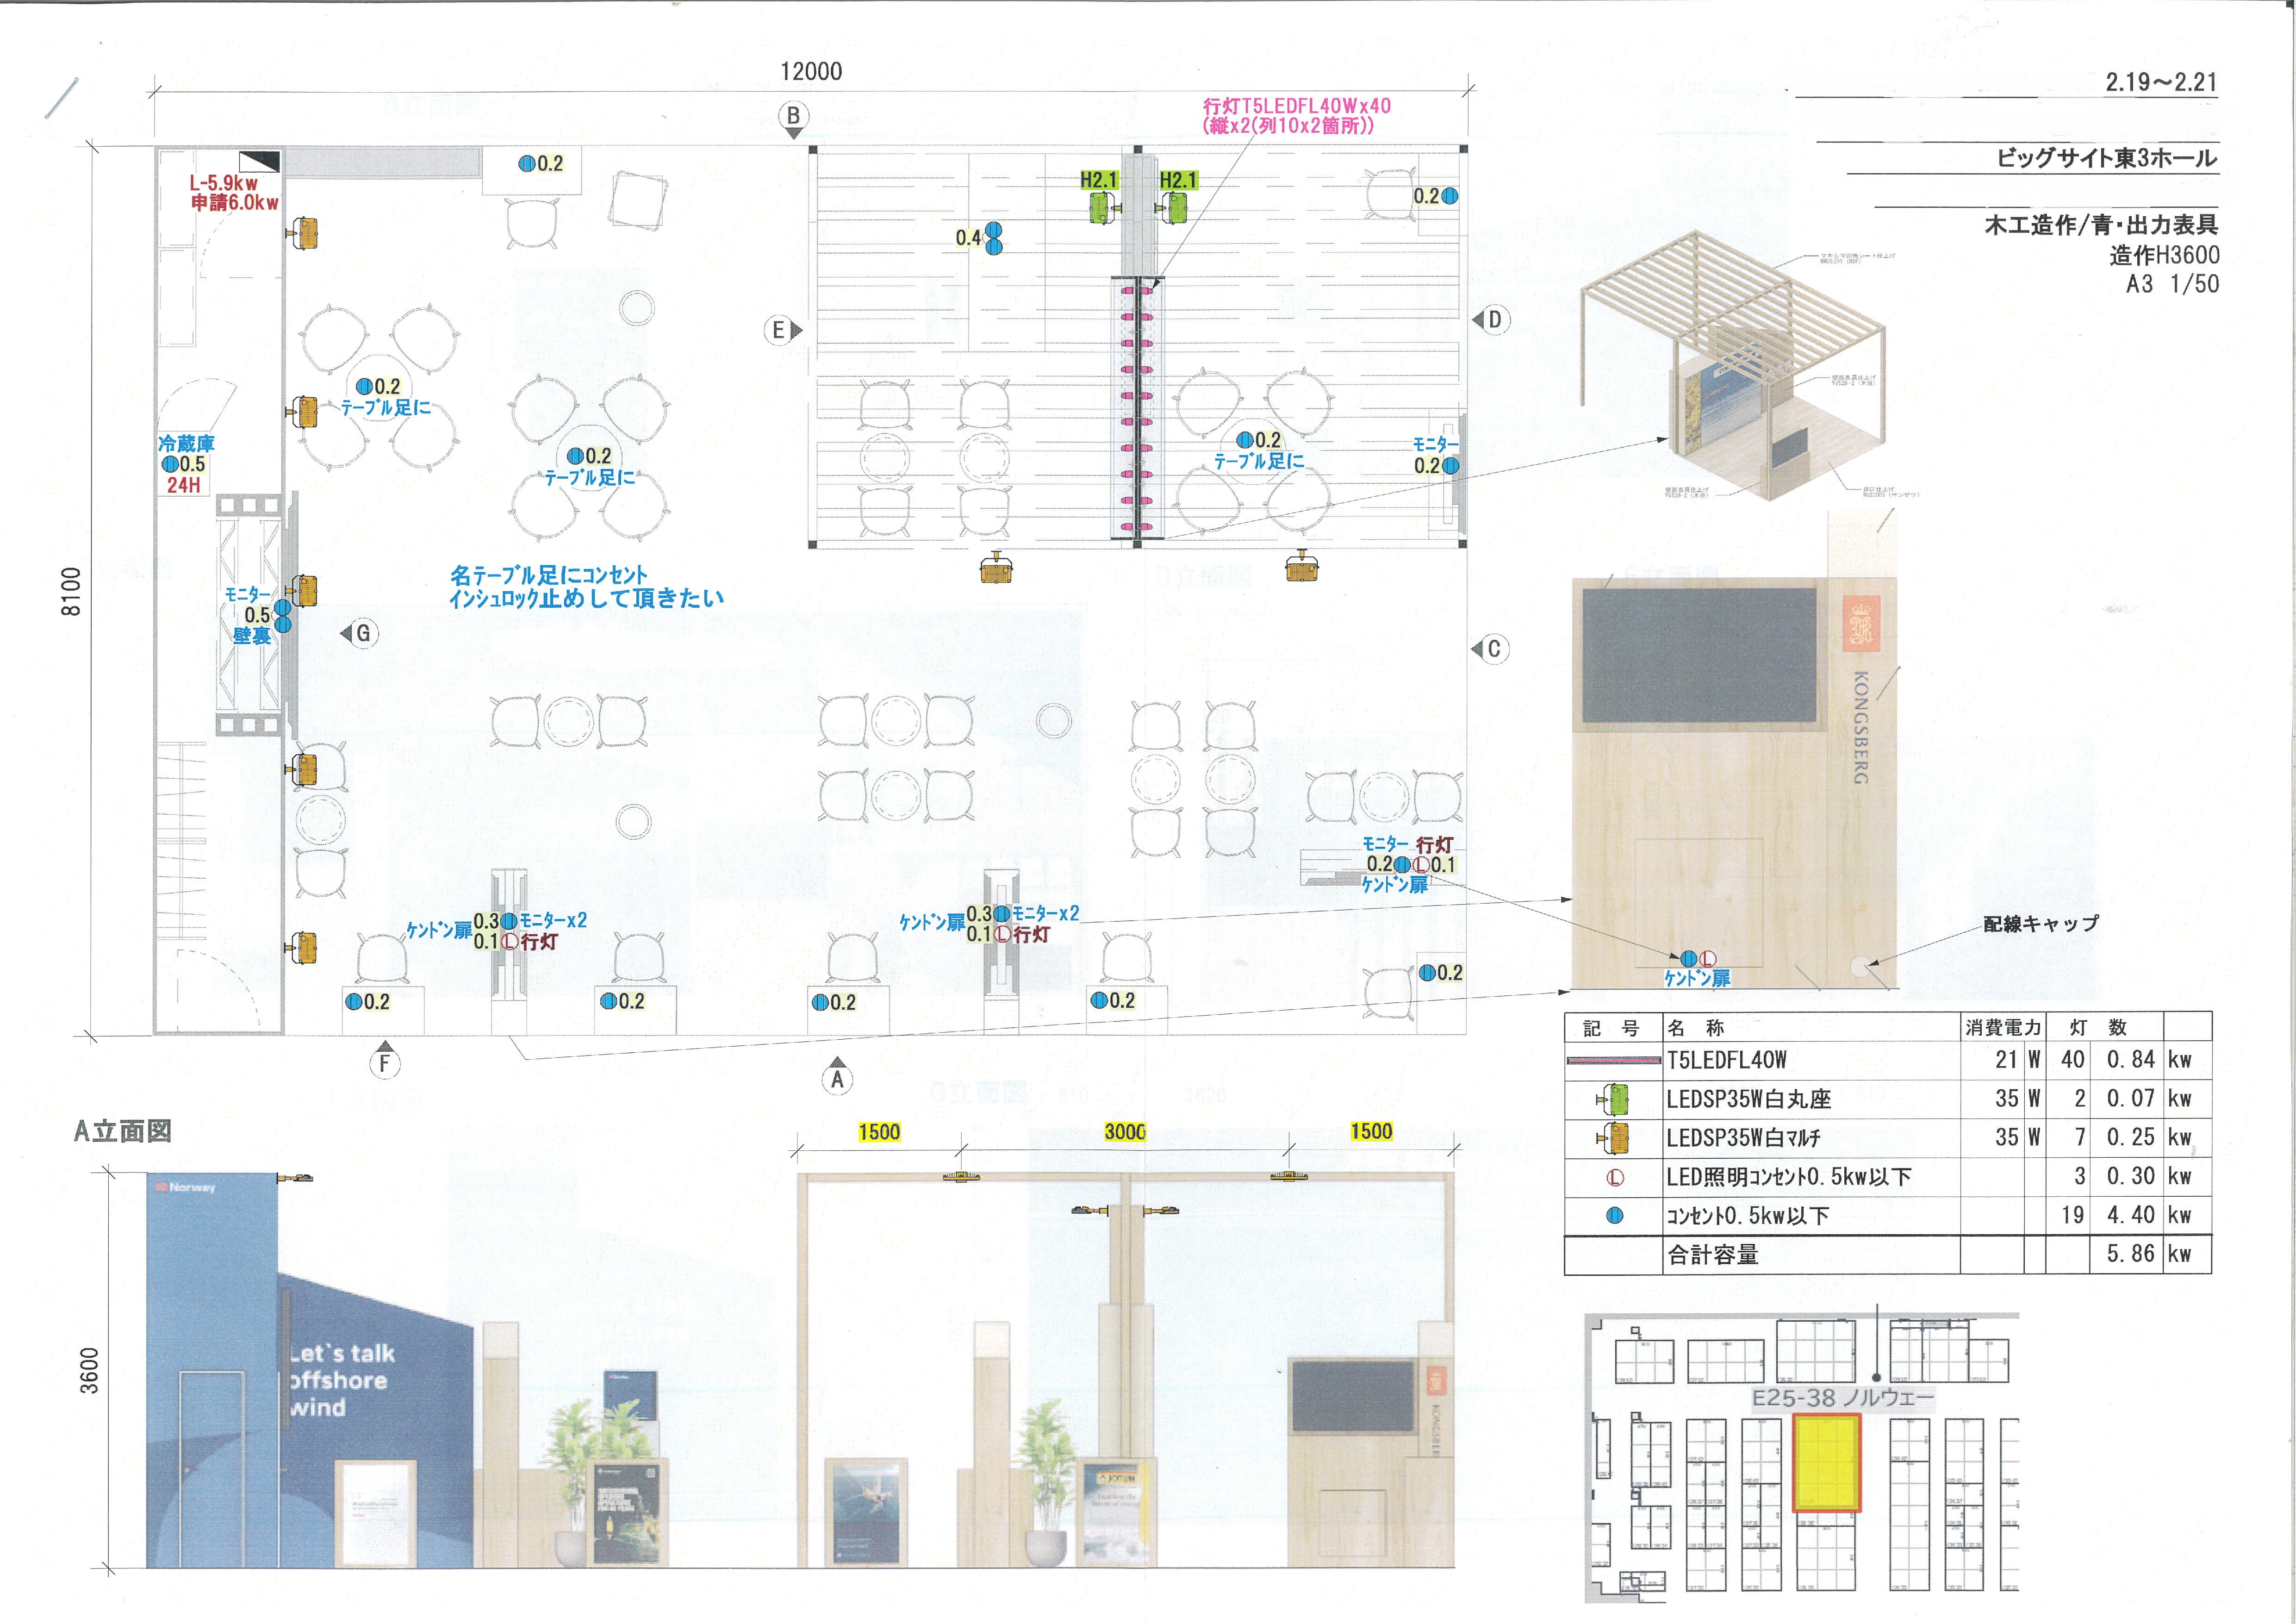 12000
2.19～2.21
行灯T5LEDFL40Wx40
(縦x2(列10x2箇所))
B
ビッグサイト東3ホール
0.2
H2.1
H2.1
L-5.9kw
申請6.0kw
0.2
木工造作/青・出力表具
造作H3600
A3 1/50
0.4
E
D
0.2
テーブル足に
冷蔵庫
0.5
24H
0.2
テーブル足に
0.2
テーブル足に
モニター
0.2
8100
名テーブル足にコンセント
インシュロック止めして頂きたい
モニター
0.5
壁裏
G
C
KONGSBERG
モニター 行灯
0.2 L 0.1
ケンドン扉
ケンドン扉 0.3 モニターx2
0.1 L 行灯
ケンドン扉 0.3 モニターx2
0.1 L 行灯
配線キャップ
L
ケンドン扉
0.2
0.2
0.2
0.2
0.2
F
A
記 号 名 称 消費電力 灯 数
T5LEDFL40W 21 W 40 0.84 kw
LEDSP35W白丸座 35 W 2 0.07 kw
LEDSP35W白マルチ 35 W 7 0.25 kw
L LED照明コンセント0.5kw以下 3 0.30 kw
コンセント0.5kw以下 19 4.40 kw
合計容量 5.86 kw
A立面図
1500
3000
1500
3600
Norway
Let`s talk
offshore
wind
JOTUN
E25-38 ノルウェー